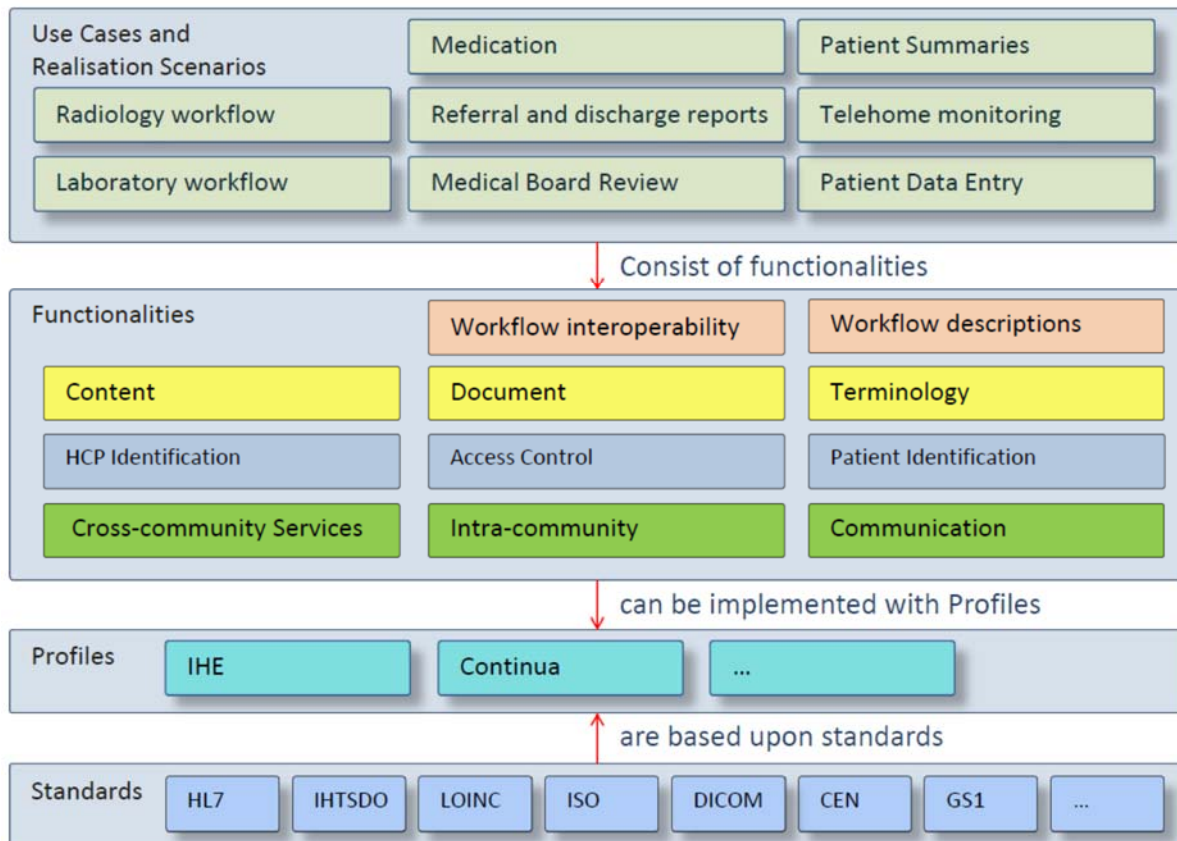 Use Cases and
Realisation Scenarios
Medication
Patient Summaries
Radiology workflow
Referral and discharge reports
Telehome monitoring
Laboratory workflow
Medical Board Review
Patient Data Entry
Consist of functionalities
Functionalities
Workflow interoperability
Workflow descriptions
Content
Document
Terminology
HCP Identification
Access Control
Patient Identification
Cross-community Services
Intra-community
Communication
can be implemented with Profiles
Profiles
IHE
Continua
...
are based upon standards
Standards
HL7
IHTSDO
LOINC
ISO
DICOM
CEN
GS1
...